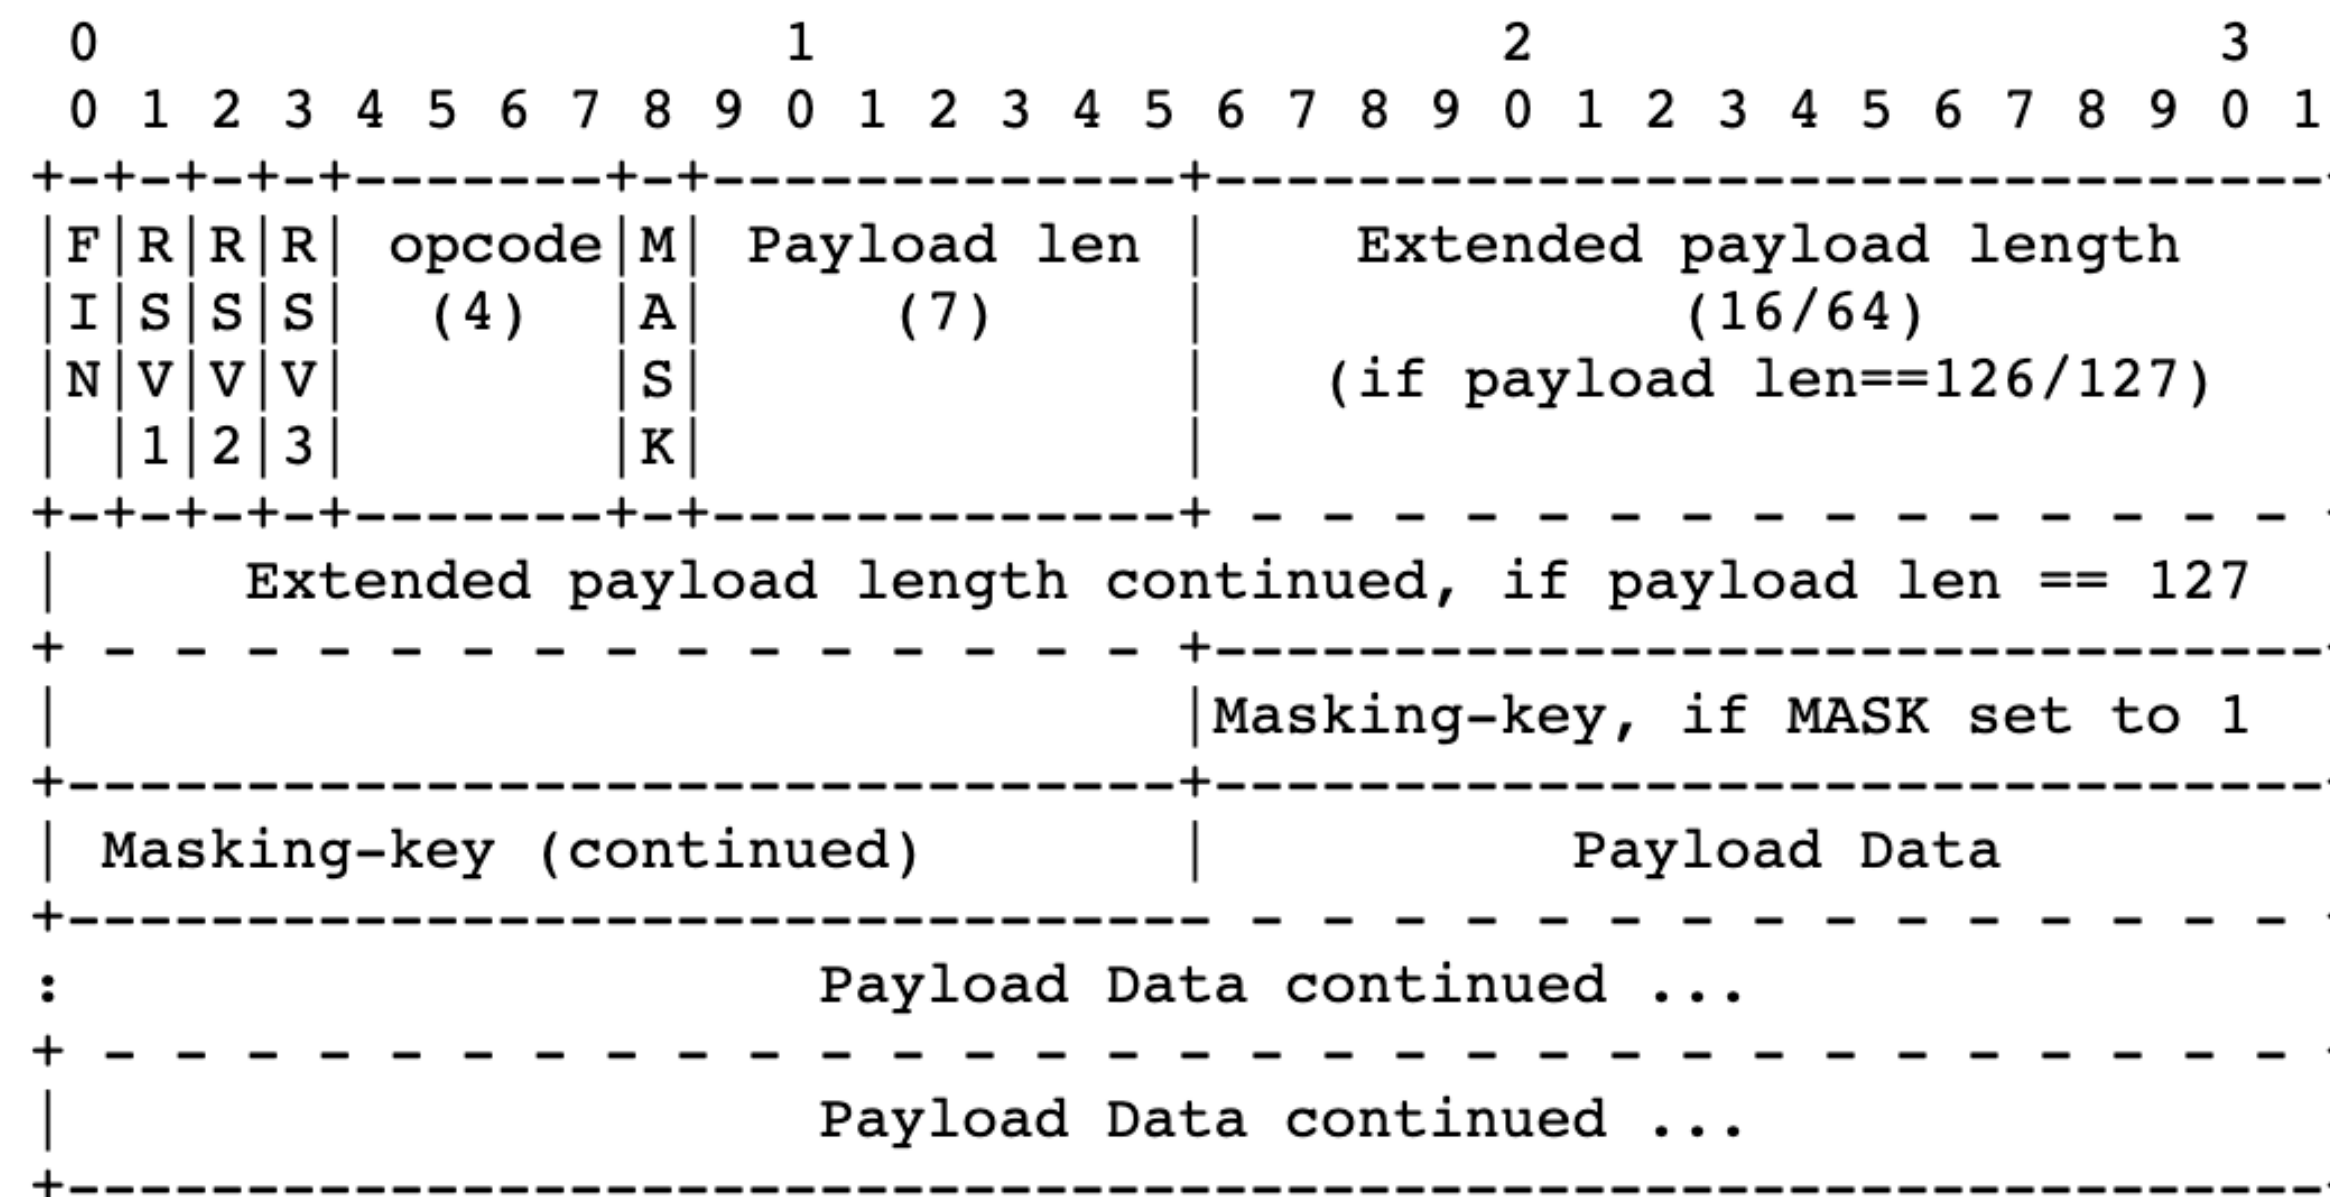 0                   1                   2                   3
 0 1 2 3 4 5 6 7 8 9 0 1 2 3 4 5 6 7 8 9 0 1 2 3 4 5 6 7 8 9 0 1
+-+-+-+-+-------+-+-------------+-------------------------------
|F|R|R|R| opcode|M| Payload len |    Extended payload length
|I|S|S|S|  (4)  |A|     (7)     |             (16/64)
|N|V|V|V|       |S|             |   (if payload len==126/127)
| |1|2|3|       |K|             |
+-+-+-+-+-------+-+-------------+ - - - - - - - - - - - - - - -
|     Extended payload length continued, if payload len == 127
+ - - - - - - - - - - - - - - - +-------------------------------
|                               |Masking-key, if MASK set to 1
+-------------------------------+-------------------------------
| Masking-key (continued)       |          Payload Data
+-------------------------------- - - - - - - - - - - - - - - -
:                     Payload Data continued ...
+ - - - - - - - - - - - - - - - - - - - - - - - - - - - - - - -
|                     Payload Data continued ...
+---------------------------------------------------------------